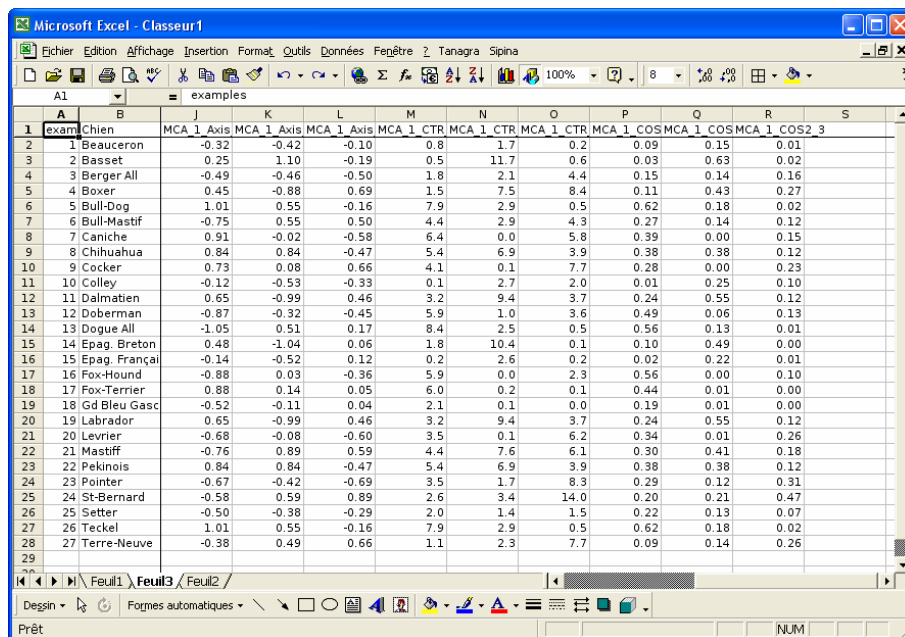 Microsoft Excel - Classeur1
Fichier Edition Affichage Insertion Format Outils Données Fenêtre ? Tanagra Sipina
100% 8
A1 = examples
A B J K L M N O P Q R S
1 exam Chien MCA_1_Axis MCA_1_Axis MCA_1_Axis MCA_1_CTR MCA_1_CTR MCA_1_CTR MCA_1_COS MCA_1_COS MCA_1_COS2_3
2 1 Beauceron -0.32 -0.42 -0.10 0.8 1.7 0.2 0.09 0.15 0.01
3 2 Basset 0.25 1.10 -0.19 0.5 11.7 0.6 0.03 0.63 0.02
4 3 Berger All -0.49 -0.46 -0.50 1.8 2.1 4.4 0.15 0.14 0.16
5 4 Boxer 0.45 -0.88 0.69 1.5 7.5 8.4 0.11 0.43 0.27
6 5 Bull-Dog 1.01 0.55 -0.16 7.9 2.9 0.5 0.62 0.18 0.02
7 6 Bull-Mastif -0.75 0.55 0.50 4.4 2.9 4.3 0.27 0.14 0.12
8 7 Caniche 0.91 -0.02 -0.58 6.4 0.0 5.8 0.39 0.00 0.15
9 8 Chihuahua 0.84 0.84 -0.47 5.4 6.9 3.9 0.38 0.38 0.12
10 9 Cocker 0.73 0.08 0.66 4.1 0.1 7.7 0.28 0.00 0.23
11 10 Colley -0.12 -0.53 -0.33 0.1 2.7 2.0 0.01 0.25 0.10
12 11 Dalmatien 0.65 -0.99 0.46 3.2 9.4 3.7 0.24 0.55 0.12
13 12 Doberman -0.87 -0.32 -0.45 5.9 1.0 3.6 0.49 0.06 0.13
14 13 Dogue All -1.05 0.51 0.17 8.4 2.5 0.5 0.56 0.13 0.01
15 14 Epag. Breton 0.48 -1.04 0.06 1.8 10.4 0.1 0.10 0.49 0.00
16 15 Epag. Françai -0.14 -0.52 0.12 0.2 2.6 0.2 0.02 0.22 0.01
17 16 Fox-Hound -0.88 0.03 -0.36 5.9 0.0 2.3 0.56 0.00 0.10
18 17 Fox-Terrier 0.88 0.14 0.05 6.0 0.2 0.1 0.44 0.01 0.00
19 18 Gd Bleu Gasc -0.52 -0.11 0.04 2.1 0.1 0.0 0.19 0.01 0.00
20 19 Labrador 0.65 -0.99 0.46 3.2 9.4 3.7 0.24 0.55 0.12
21 20 Levrier -0.68 -0.08 -0.60 3.5 0.1 6.2 0.34 0.01 0.26
22 21 Mastiff -0.76 0.89 0.59 4.4 7.6 6.1 0.30 0.41 0.18
23 22 Pekinois 0.84 0.84 -0.47 5.4 6.9 3.9 0.38 0.38 0.12
24 23 Pointer -0.67 -0.42 -0.69 3.5 1.7 8.3 0.29 0.12 0.31
25 24 St-Bernard -0.58 0.59 0.89 2.6 3.4 14.0 0.20 0.21 0.47
26 25 Setter -0.50 -0.38 -0.29 2.0 1.4 1.5 0.22 0.13 0.07
27 26 Teckel 1.01 0.55 -0.16 7.9 2.9 0.5 0.62 0.18 0.02
28 27 Terre-Neuve -0.38 0.49 0.66 1.1 2.3 7.7 0.09 0.14 0.26
29
Feuil1 Feuil3 Feuil2
Dessin Formes automatiques
Prêt NUM